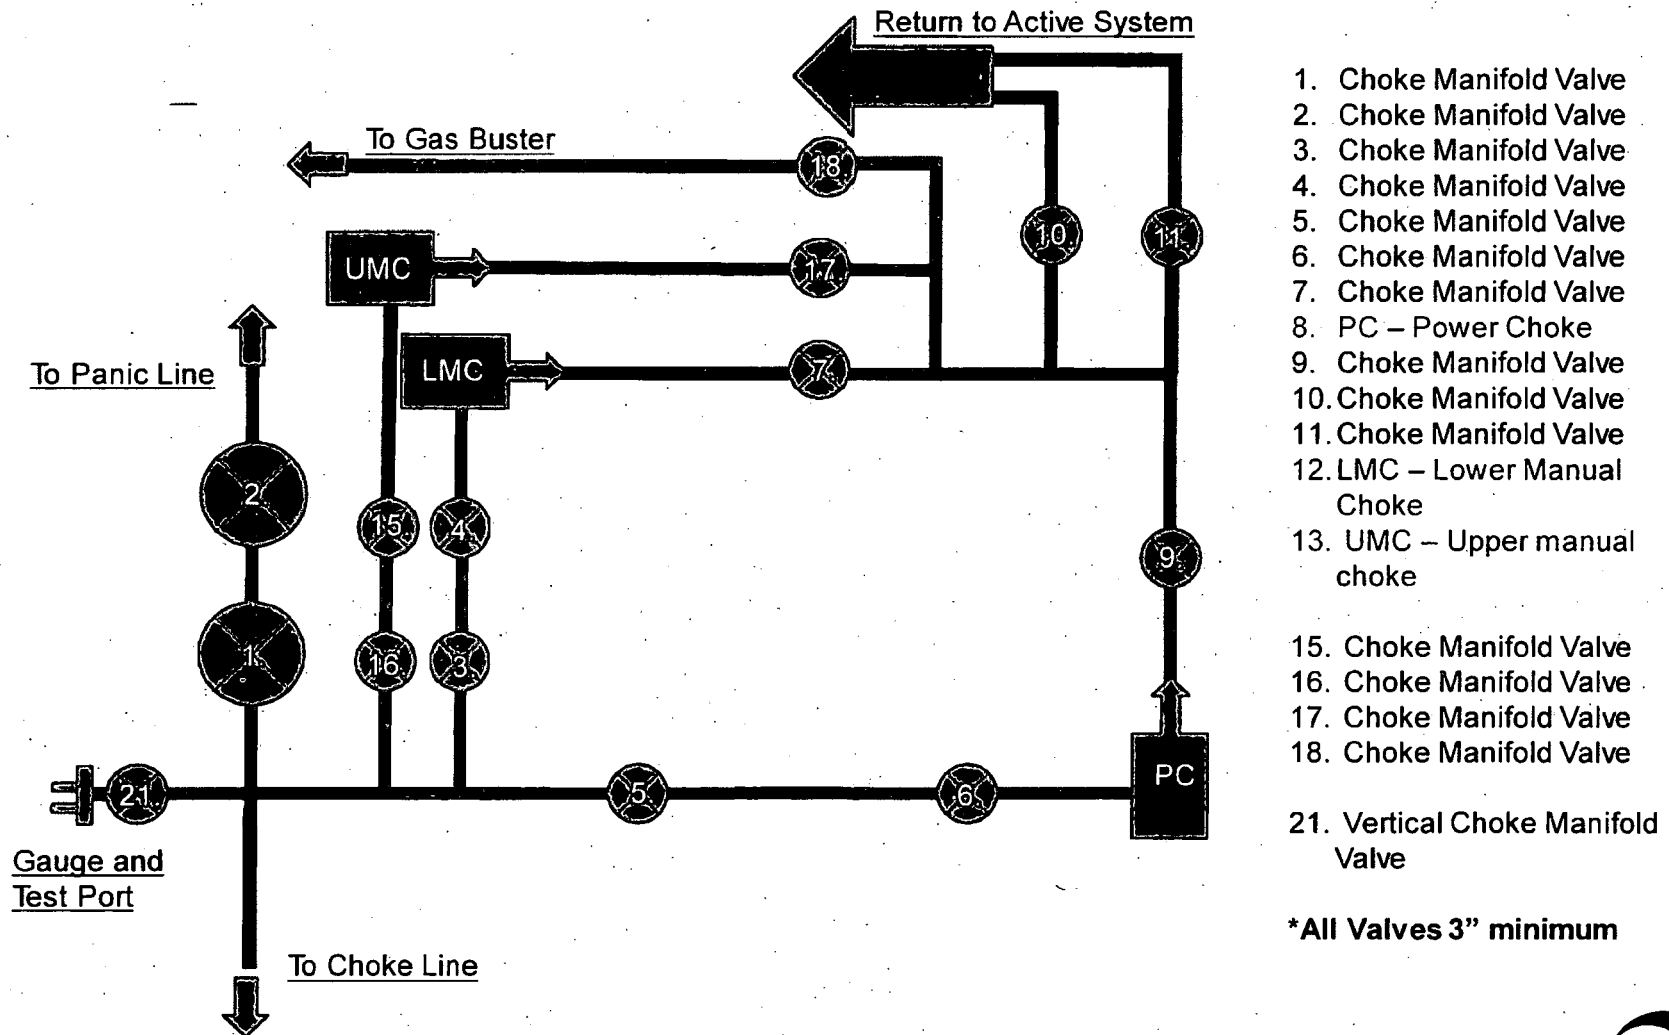 Return to Active System
To Gas Buster
18
10
11
UMC
17
To Panic Line
LMC
7
2
15
4
9
1
16
3
21
5
6
PC
Gauge and
Test Port
To Choke Line
1. Choke Manifold Valve
2. Choke Manifold Valve
3. Choke Manifold Valve
4. Choke Manifold Valve
5. Choke Manifold Valve
6. Choke Manifold Valve
7. Choke Manifold Valve
8. PC – Power Choke
9. Choke Manifold Valve
10. Choke Manifold Valve
11. Choke Manifold Valve
12. LMC – Lower Manual
Choke
13. UMC – Upper manual
choke
15. Choke Manifold Valve
16. Choke Manifold Valve
17. Choke Manifold Valve
18. Choke Manifold Valve
21. Vertical Choke Manifold
Valve
*All Valves 3" minimum